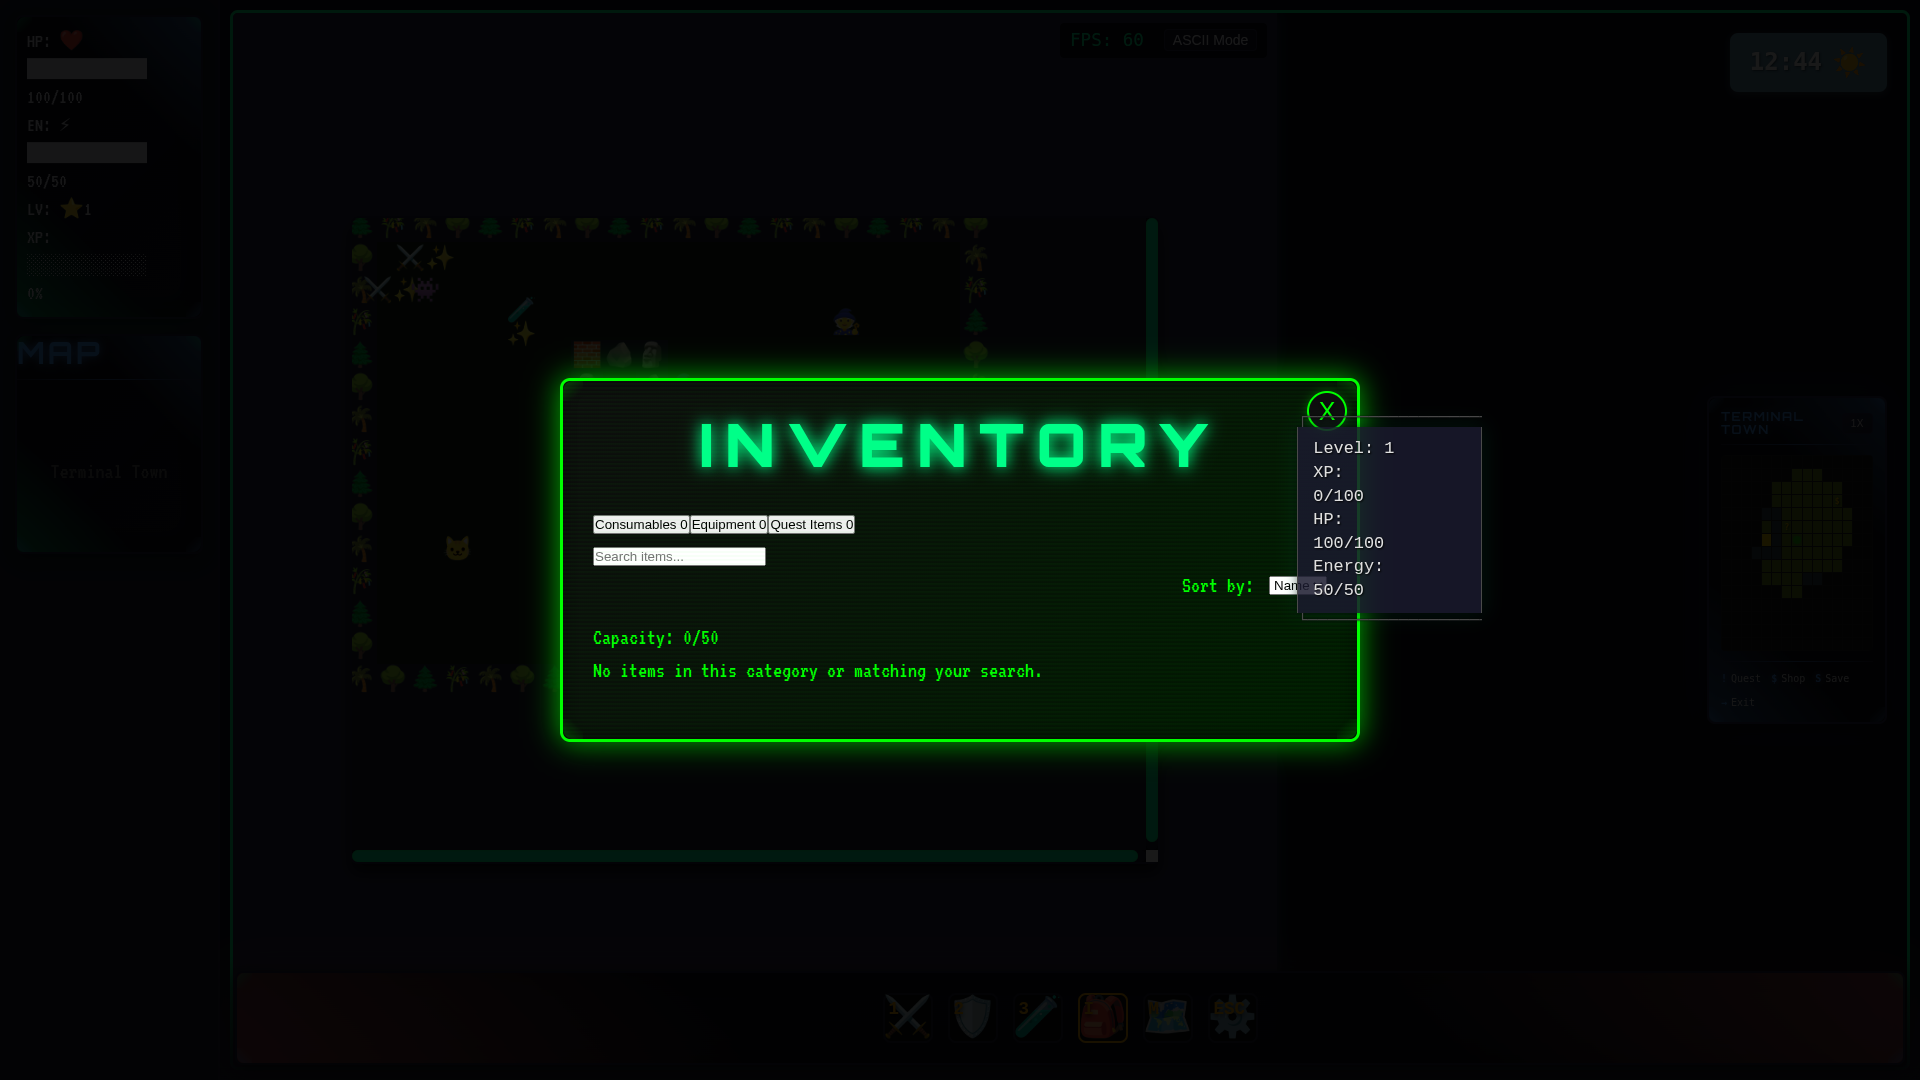 HP:
100/100
EN:
50/50
LV: 1
XP:
0%
MAP
Terminal Town
FPS: 60 ASCII Mode
12:44
INVENTORY
X
Consumables 0 Equipment 0 Quest Items 0
Search items...
Sort by: Name
Capacity: 0/50
No items in this category or matching your search.
Level: 1
XP:
0/100
HP:
100/100
Energy:
50/50
TERMINAL
TOWN
1X
! Quest $ Shop S Save
Exit
3